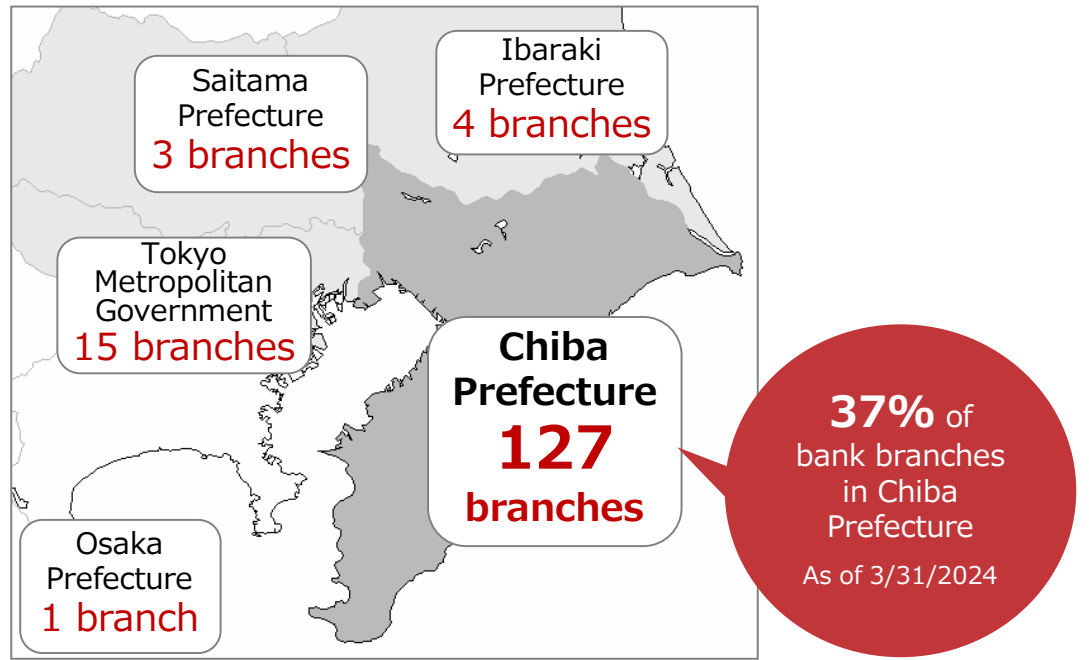 Saitama
Prefecture
3 branches
Ibaraki
Prefecture
4 branches
Tokyo
Metropolitan
Government
15 branches
Chiba
Prefecture
127
branches
37% of
bank branches
in Chiba
Prefecture
As of 3/31/2024
Osaka
Prefecture
1 branch